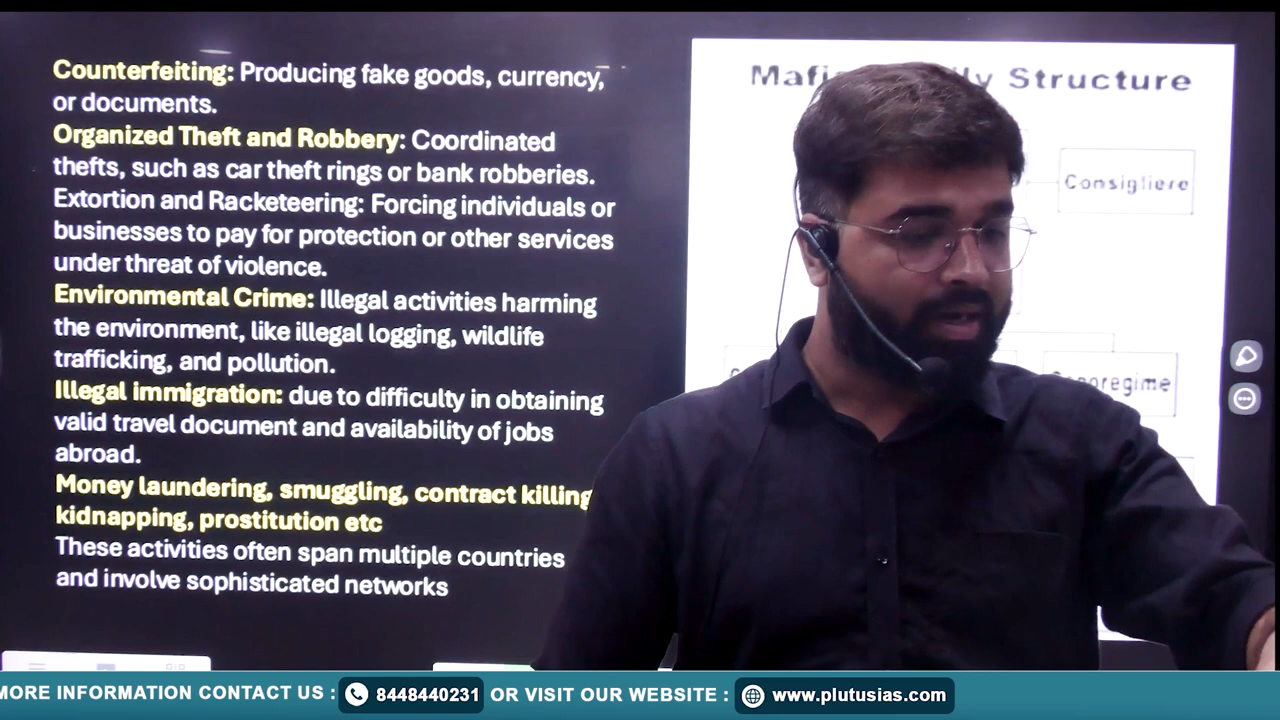 Counterfeiting: Producing fake goods, currency,
or documents.
Organized Theft and Robbery: Coordinated
thefts, such as car theft rings or bank robberies.
Extortion and Racketeering: Forcing individuals or
businesses to pay for protection or other services
under threat of violence.
Environmental Crime: Illegal activities harming
the environment, like illegal logging, wildlife
trafficking, and pollution.
Illegal immigration: due to difficulty in obtaining
valid travel document and availability of jobs
abroad.
Money laundering, smuggling, contract killing
kidnapping, prostitution etc
These activities often span multiple countries
and involve sophisticated networks
Structure
Consigliere
MORE INFORMATION CONTACT US : 8448440231 OR VISIT OUR WEBSITE : www.plutusias.com